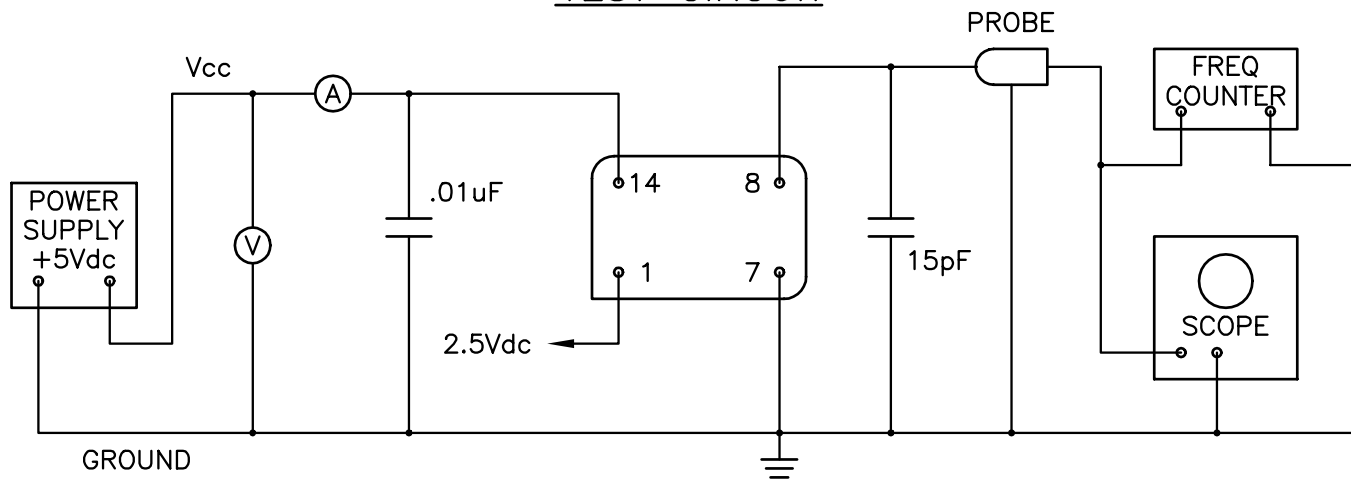 PROBE
Vcc
FREQ
COUNTER
A
POWER
SUPPLY
+5Vdc
.01uF
14
8
V
1
7
15pF
SCOPE
2.5Vdc
GROUND